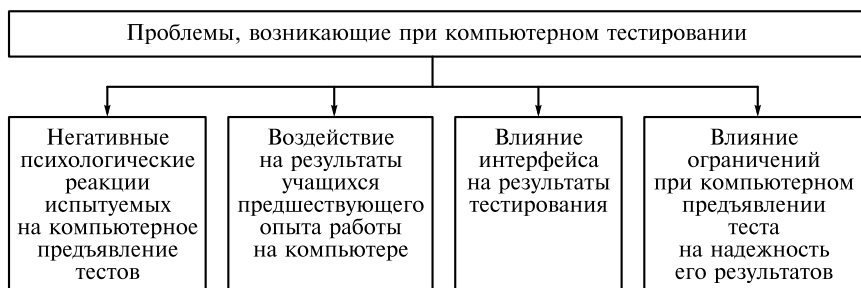 Проблемы, возникающие при компьютерном тестировании
Негативные
психологические
реакции
испытуемых
на компьютерное
предъявление
тестов
Воздействие
на результаты
учащихся
предшествующего
опыта работы
на компьютере
Влияние
интерфейса
на результаты
тестирования
Влияние
ограничений
при компьютерном
предъявлении
теста
на надежность
его результатов